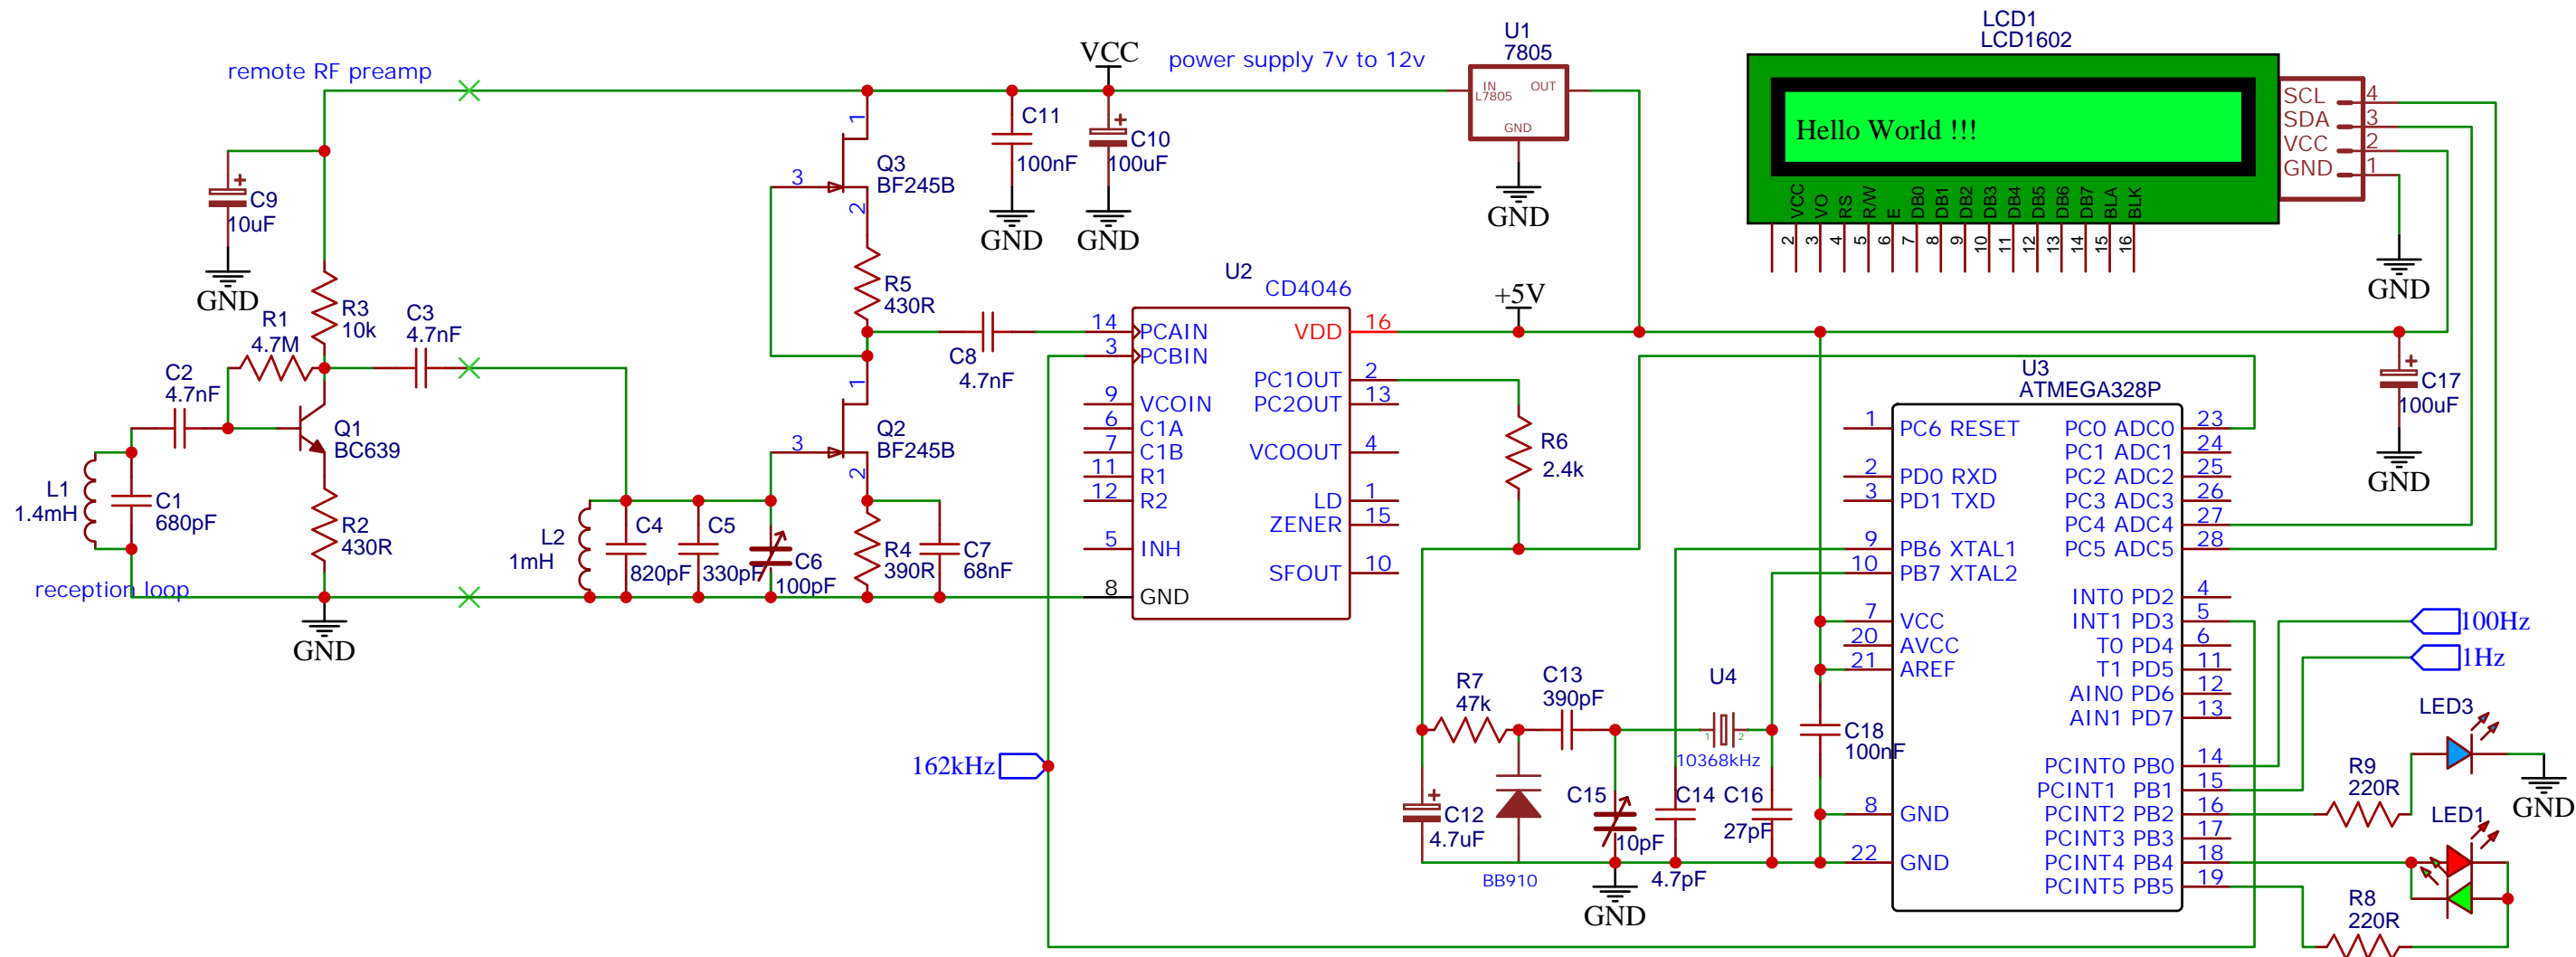 remote RF preamp
VCC
power supply 7v to 12v
U1
7805
IN
L7805
OUT
GND
GND
LCD1
LCD1602
Hello World !!!
SCL 4
SDA 3
VCC 2
GND 1
VCC VO RS R/W E DB0 DB1 DB2 DB3 DB4 DB5 DB6 DB7 BLA BLK
2 3 4 5 6 7 8 9 10 11 12 13 14 15 16
GND
C9
10uF
GND
R3
10k
R1
4.7M
C3
4.7nF
C2
4.7nF
Q1
BC639
L1
1.4mH
C1
680pF
R2
430R
reception loop
GND
1
Q3
BF245B
3
2
C11
100nF
GND
C10
100uF
GND
R5
430R
C8
4.7nF
1
Q2
BF245B
3
2
L2
1mH
C4
820pF
C5
330pF
C6
100pF
R4
390R
C7
68nF
U2
CD4046
14 PCAIN
3 PCBIN
9 VCOIN
6 C1A
7 C1B
11 R1
12 R2
5 INH
8 GND
VDD 16
PC1OUT 2
PC2OUT 13
VCOOUT 4
LD 1
ZENER 15
SFOUT 10
+5V
R6
2.4k
162kHz
R7
47k
C13
390pF
U4
1 2
10368kHz
C12
4.7uF
BB910
C15
10pF
C14
4.7pF
C16
27pF
GND
C18
100nF
U3
ATMEGA328P
1 PC6 RESET
2 PD0 RXD
3 PD1 TXD
9 PB6 XTAL1
10 PB7 XTAL2
7 VCC
20 AVCC
21 AREF
8 GND
22 GND
PC0 ADC0 23
PC1 ADC1 24
PC2 ADC2 25
PC3 ADC3 26
PC4 ADC4 27
PC5 ADC5 28
INT0 PD2 4
INT1 PD3 5
T0 PD4 6
T1 PD5 11
AIN0 PD6 12
AIN1 PD7 13
PCINT0 PB0 14
PCINT1 PB1 15
PCINT2 PB2 16
PCINT3 PB3 17
PCINT4 PB4 18
PCINT5 PB5 19
C17
100uF
GND
100Hz
1Hz
LED3
R9
220R
GND
LED1
R8
220R